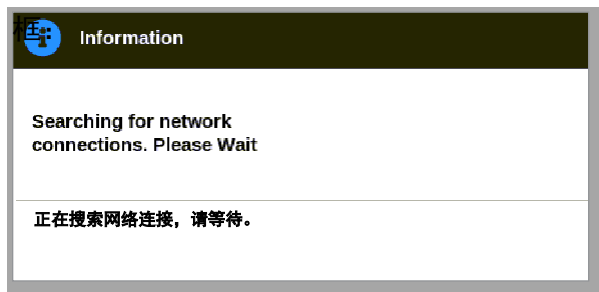 框:
Information
Searching for network
connections. Please Wait
正在搜索网络连接，请等待。